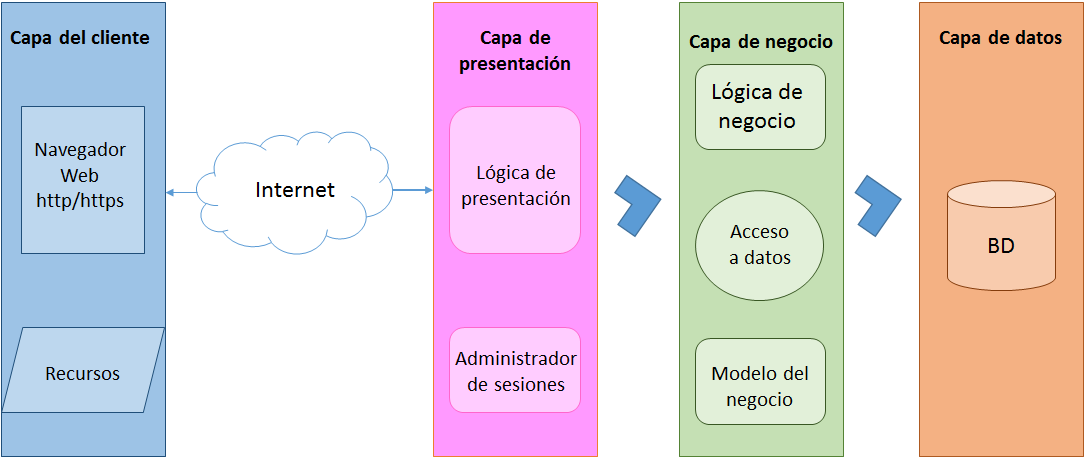 Capa del cliente
Navegador
Web
http/https
Recursos
Internet
Capa de
presentación
Lógica de
presentación
Administrador
de sesiones
Capa de negocio
Lógica de
negocio
Acceso
a datos
Modelo del
negocio
Capa de datos
BD